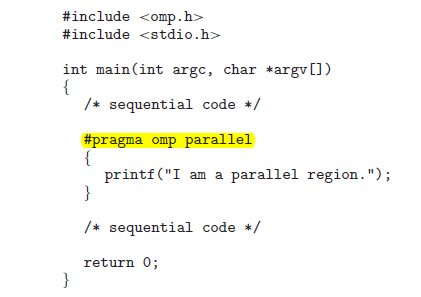 #include <omp.h>
#include <stdio.h>
int main(int argc, char *argv[])
{
/* sequential code */
#pragma omp parallel
{
printf("I am a parallel region.");
}
/* sequential code */
return 0;
}